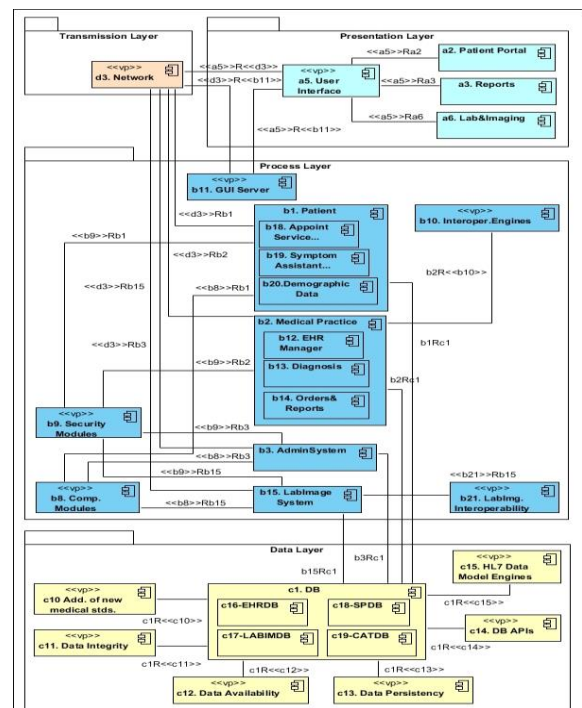 Transmission Layer
Presentation Layer
<<vp>>
d3. Network
<<a5>>R<<d3>>
<<d3>>R<<b11>>
<<vp>>
a5. User
Interface
<<a5>>Ra2
a2. Patient Portal
<<a5>>Ra3
a3. Reports
<<a5>>Ra6
a6. Lab&Imaging
<<a5>>R<<b11>>
Process Layer
<<vp>>
b11. GUI Server
<<d3>>Rb1
b1. Patient
b18. Appoint
Service...
b19. Symptom
Assistant...
b20.Demographic
Data
<<vp>>
b10. Interoper.Engines
<<b9>>Rb1
<<d3>>Rb2
b2R<<b10>>
<<d3>>Rb15
<<b8>>Rb1
b2. Medical Practice
b12. EHR
Manager
b13. Diagnosis
b14. Orders&
Reports
b1Rc1
<<d3>>Rb3
<<b9>>Rb2
b2Rc1
<<vp>>
b9. Security
Modules
<<b9>>Rb3
b3. AdminSystem
<<b8>>Rb3
<<b9>>Rb15
<<vp>>
b8. Comp.
Modules
<<b8>>Rb15
b15. LabImage
System
<<b21>>Rb15
<<vp>>
b21. LabImg.
Interoperability
Data Layer
b15Rc1
b3Rc1
<<vp>>
c15. HL7 Data
Model Engines
<<vp>>
c10 Add. of new
medical stds.
c1. DB
c16-EHRDB
c18-SPDB
c17-LABIMDB
c19-CATDB
c1R<<c15>>
c1R<<c10>>
<<vp>>
c14. DB APIs
<<vp>>
c11. Data Integrity
c1R<<c14>>
c1R<<c11>>
c1R<<c12>>
c1R<<c13>>
<<vp>>
c12. Data Availability
<<vp>>
c13. Data Persistency